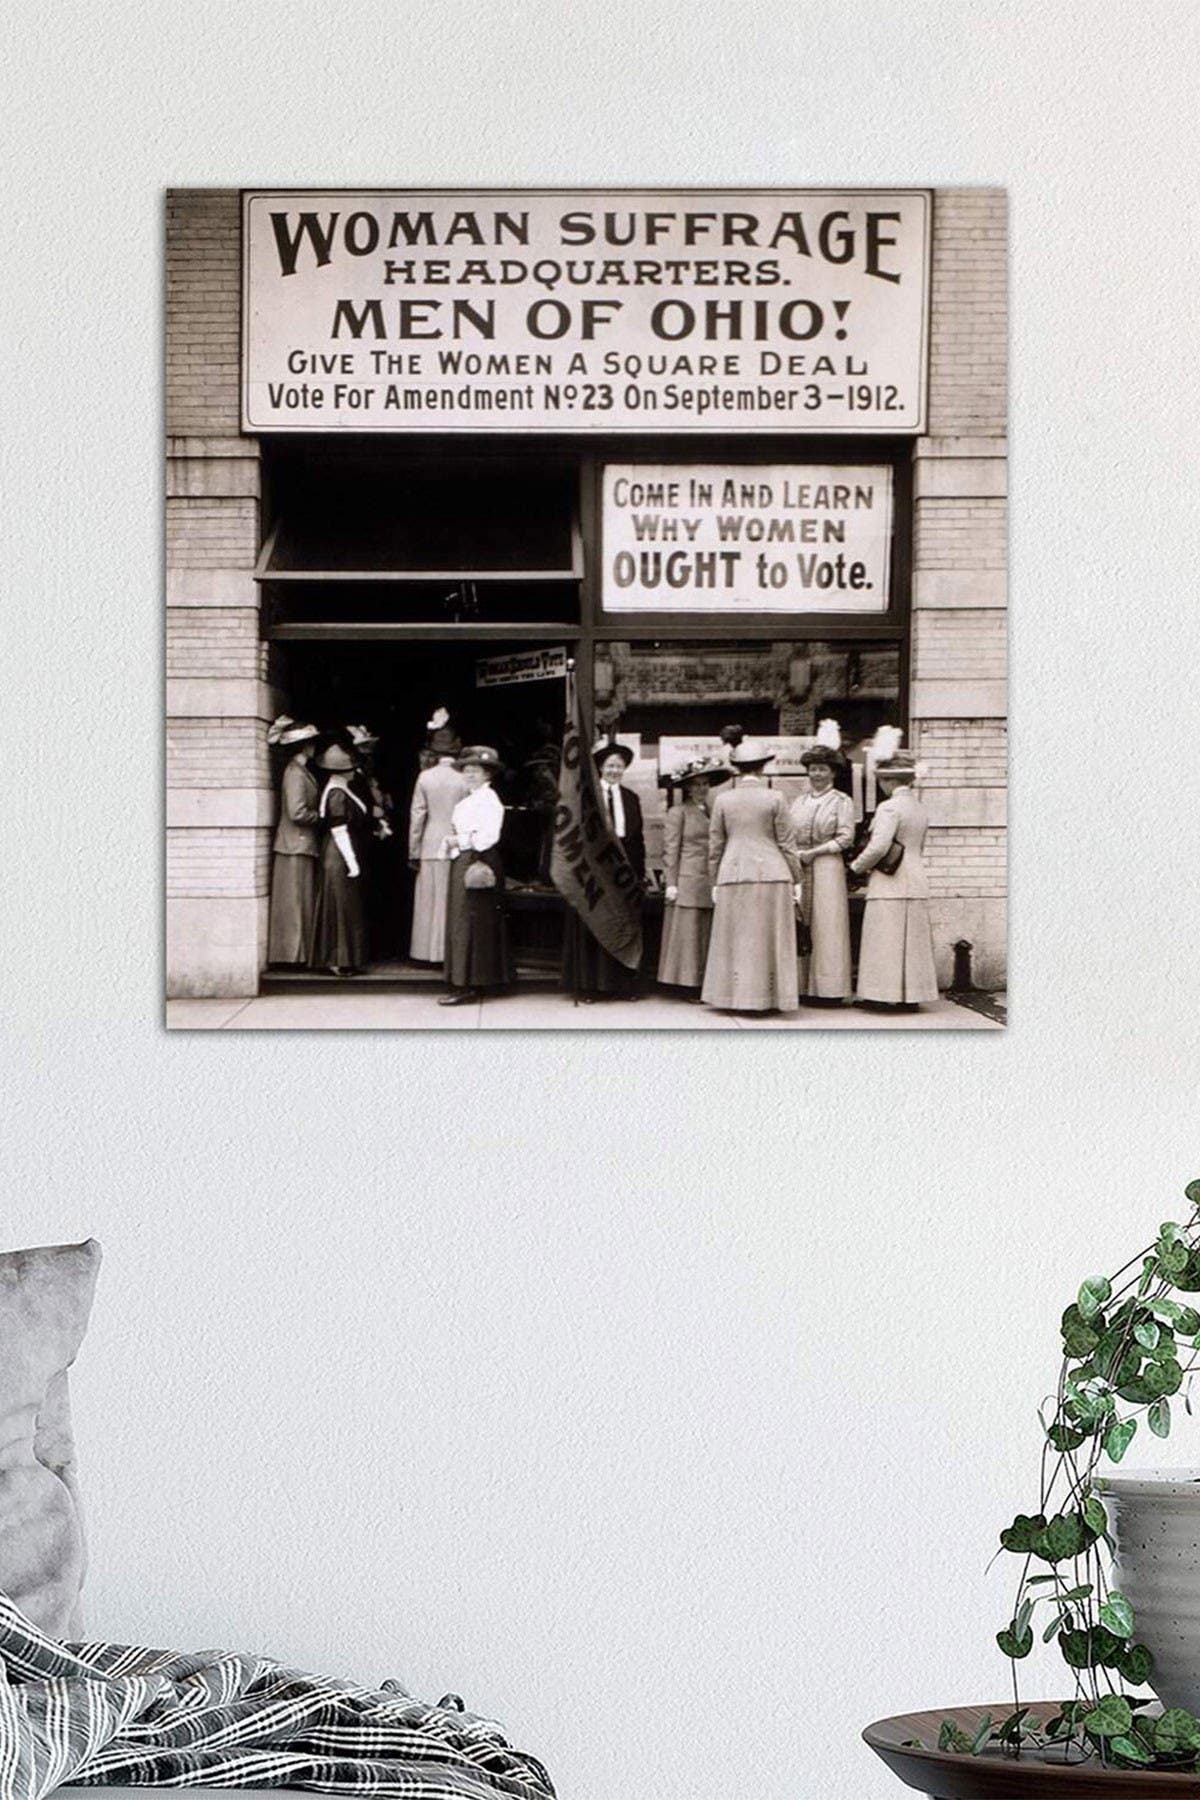 WOMAN SUFFRAGE
HEADQUARTERS.
MEN OF OHIO!
GIVE THE WOMEN A SQUARE DEAL
Vote For Amendment Nº 23 On September 3-1912.
COME IN AND LEARN
WHY WOMEN
OUGHT to Vote.
FOR